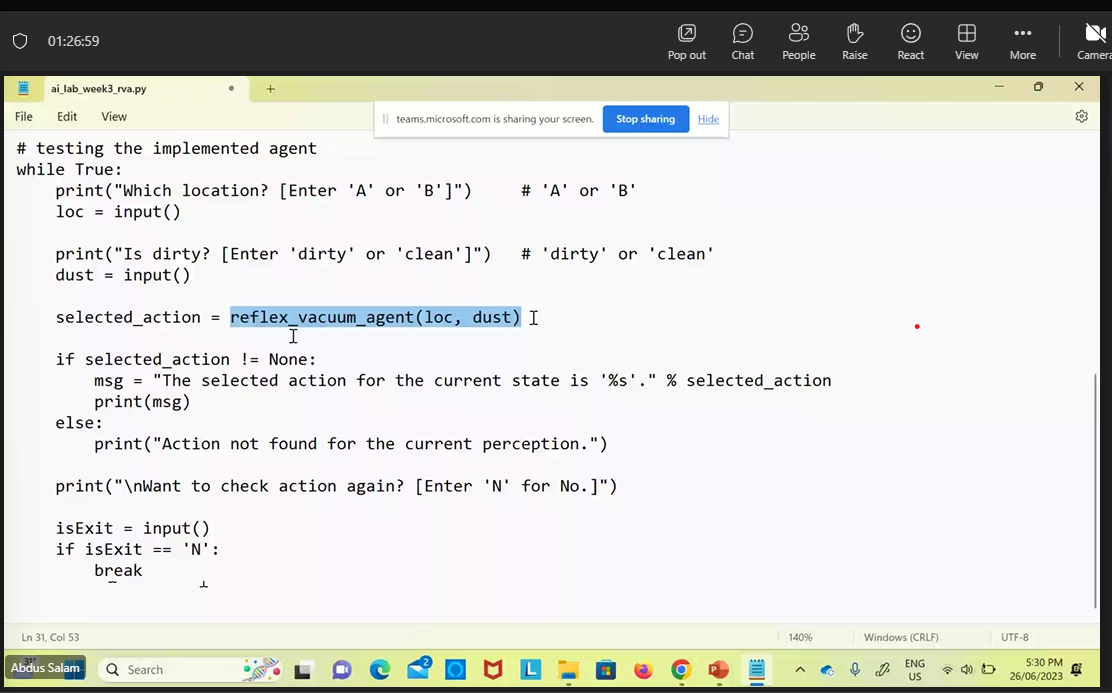 01:26:59
Pop out
Chat
People
Raise
React
View
More
Camera
ai_lab_week3_rva.py
File Edit View
teams.microsoft.com is sharing your screen. Stop sharing Hide
# testing the implemented agent
while True:
print("Which location? [Enter 'A' or 'B']") # 'A' or 'B'
loc = input()
print("Is dirty? [Enter 'dirty' or 'clean']") # 'dirty' or 'clean'
dust = input()
selected_action = reflex_vacuum_agent(loc, dust)
if selected_action != None:
msg = "The selected action for the current state is '%s'." % selected_action
print(msg)
else:
print("Action not found for the current perception.")
print("\nWant to check action again? [Enter 'N' for No.]")
isExit = input()
if isExit == 'N':
break
Ln 31, Col 53
140%
Windows (CRLF)
UTF-8
Abdus Salam
Search
2
L
ENG
US
5:30 PM
26/06/2023